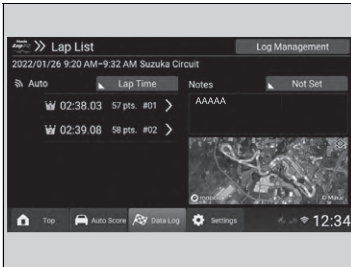 Honda LogR
Lap List
Log Management
2022/01/26 9:20 AM-9:32 AM Suzuka Circuit
Auto
Lap Time
Notes
Not Set
02:38.03 57 pts. #01
02:39.08 58 pts. #02
AAAAA
Top
Auto Score
Data Log
Settings
12:34